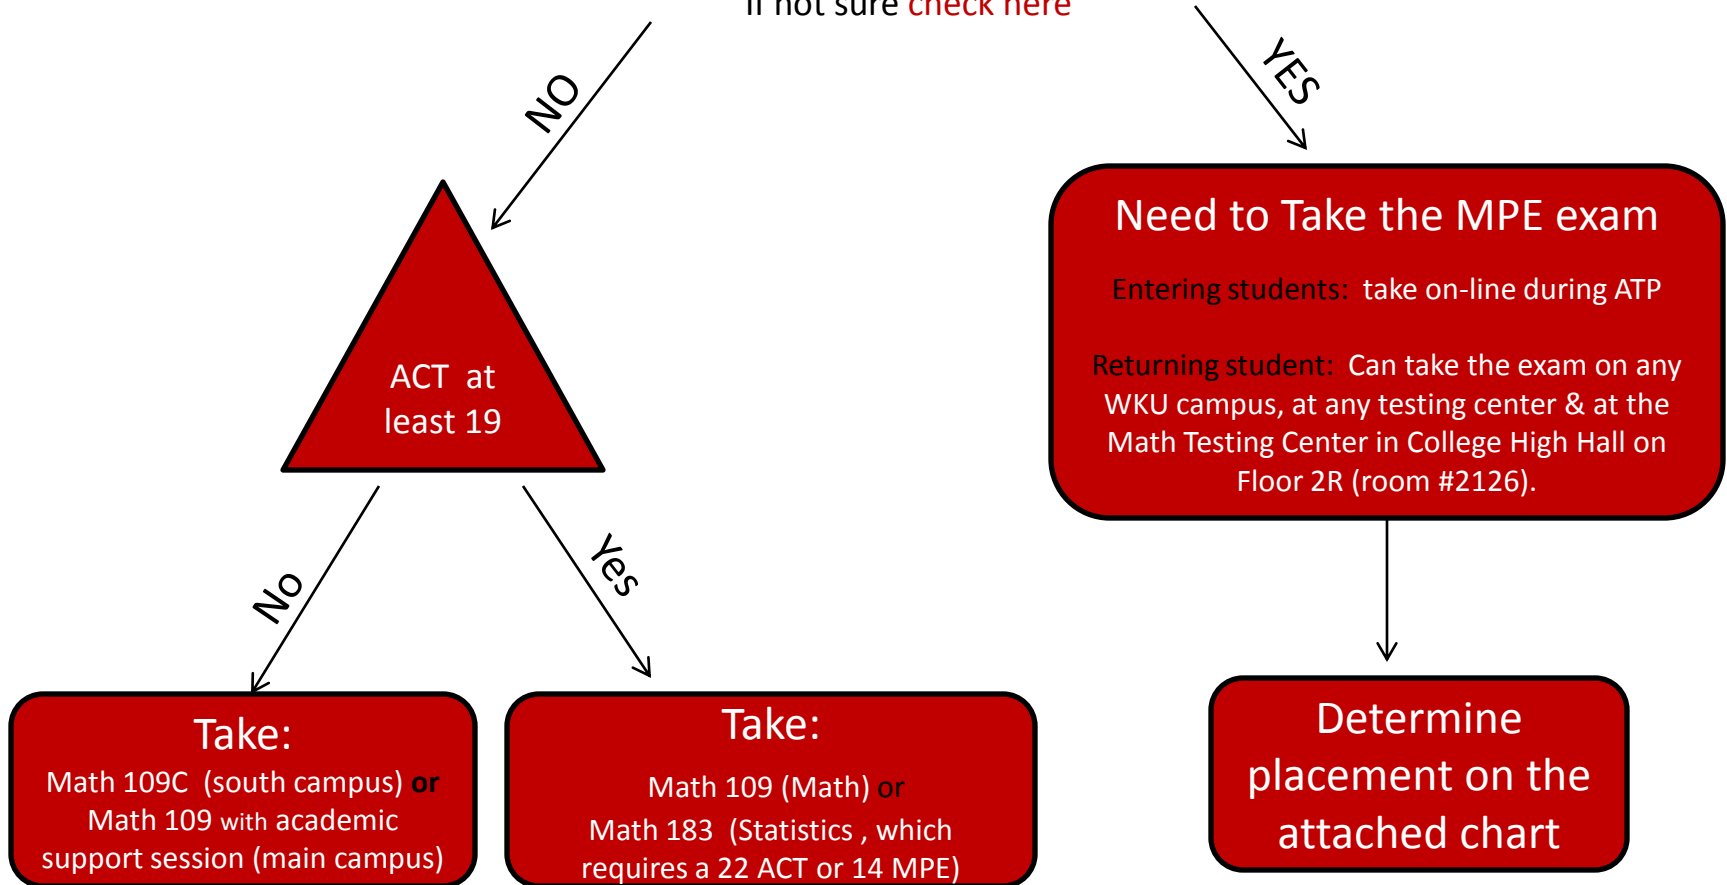 If not sure check here
NO
YES
Need to Take the MPE exam
Entering students: take on-line during ATP
Returning student: Can take the exam on any
WKU campus, at any testing center & at the
Math Testing Center in College High Hall on
Floor 2R (room #2126).
ACT at
least 19
No
Yes
Take:
Math 109C (south campus) or
Math 109 with academic
support session (main campus)
Take:
Math 109 (Math) or
Math 183 (Statistics , which
requires a 22 ACT or 14 MPE)
Determine
placement on the
attached chart